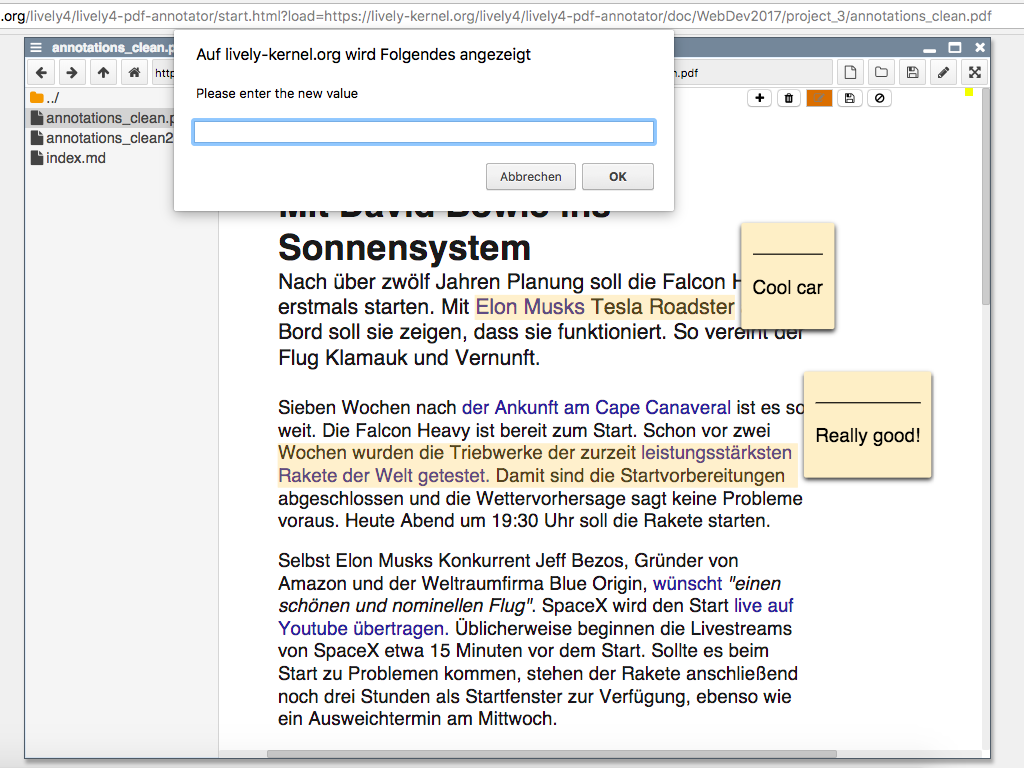 .org/lively4/lively4-pdf-annotator/start.html?load=https://lively-kernel.org/lively4/lively4-pdf-annotator/doc/WebDev2017/project_3/annotations_clean.pdf
annotations_clean.p
Auf lively-kernel.org wird Folgendes angezeigt
http
n.pdf
Please enter the new value
Abbrechen
OK
../
annotations_clean.p
annotations_clean2
index.md
Mit David Bowie ins
Sonnensystem
Nach über zwölf Jahren Planung soll die Falcon H
erstmals starten. Mit Elon Musks Tesla Roadster
Bord soll sie zeigen, dass sie funktioniert. So vereint der
Flug Klamauk und Vernunft.
Cool car
Sieben Wochen nach der Ankunft am Cape Canaveral ist es so
weit. Die Falcon Heavy ist bereit zum Start. Schon vor zwei
Wochen wurden die Triebwerke der zurzeit leistungsstärksten
Rakete der Welt getestet. Damit sind die Startvorbereitungen
abgeschlossen und die Wettervorhersage sagt keine Probleme
voraus. Heute Abend um 19:30 Uhr soll die Rakete starten.
Really good!
Selbst Elon Musks Konkurrent Jeff Bezos, Gründer von
Amazon und der Weltraumfirma Blue Origin, wünscht "einen
schönen und nominellen Flug". SpaceX wird den Start live auf
Youtube übertragen. Üblicherweise beginnen die Livestreams
von SpaceX etwa 15 Minuten vor dem Start. Sollte es beim
Start zu Problemen kommen, stehen der Rakete anschließend
noch drei Stunden als Startfenster zur Verfügung, ebenso wie
ein Ausweichtermin am Mittwoch.